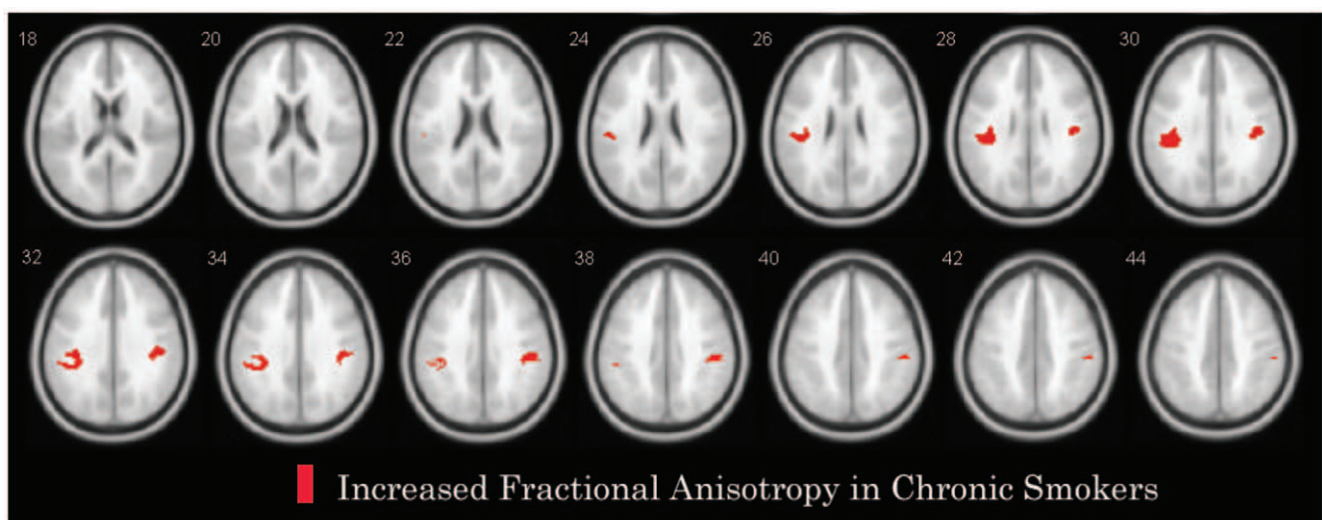 18 20 22 24 26 28 30
32 34 36 38 40 42 44
Increased Fractional Anisotropy in Chronic Smokers